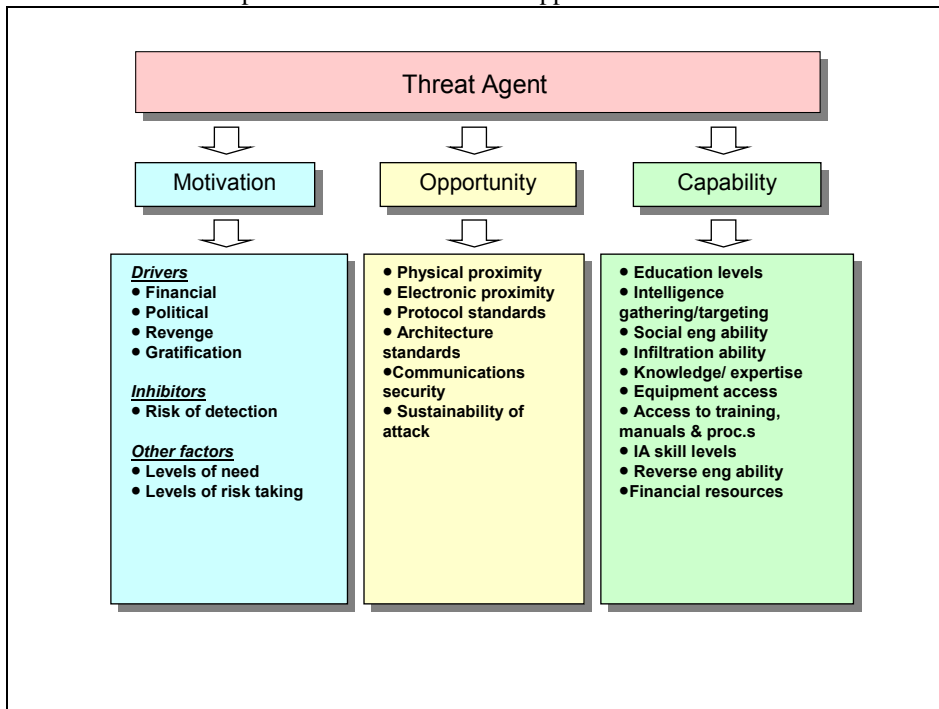 Threat Agent
Motivation
Opportunity
Capability
Drivers
● Financial
● Political
● Revenge
● Gratification
Inhibitors
● Risk of detection
Other factors
● Levels of need
● Levels of risk taking
● Physical proximity
● Electronic proximity
● Protocol standards
● Architecture
standards
●Communications
security
● Sustainability of
attack
● Education levels
● Intelligence
gathering/targeting
● Social eng ability
● Infiltration ability
● Knowledge/ expertise
● Equipment access
● Access to training,
manuals & proc.s
● IA skill levels
● Reverse eng ability
●Financial resources